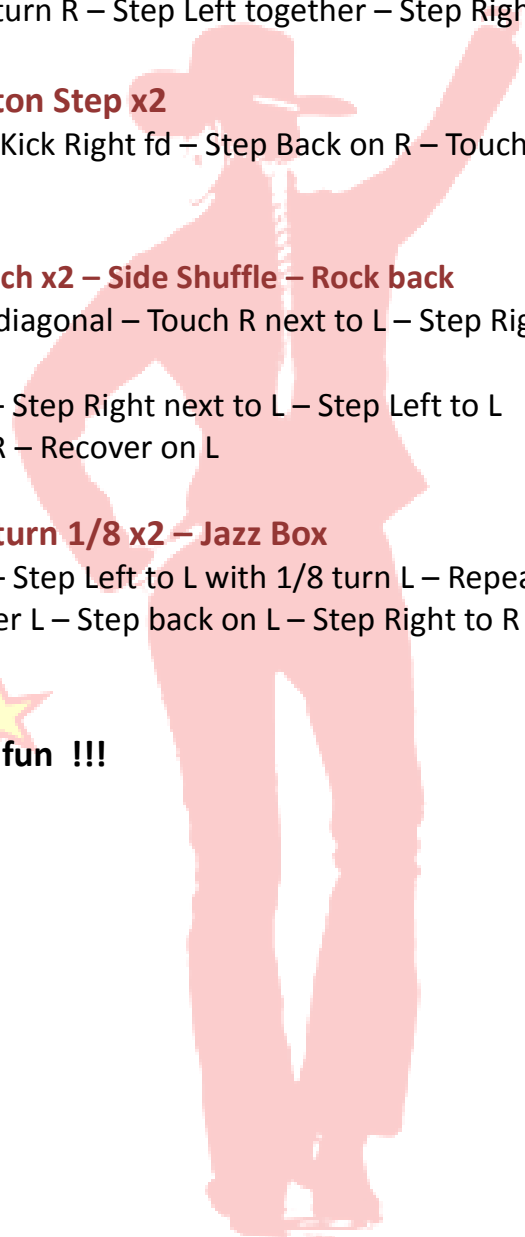 turn R – Step Left together – Step Righ
ton Step x2
Kick Right fd – Step Back on R – Touch
ch x2 – Side Shuffle – Rock back
diagonal – Touch R next to L – Step Rig
– Step Right next to L – Step Left to L
R – Recover on L
turn 1/8 x2 – Jazz Box
– Step Left to L with 1/8 turn L – Repea
er L – Step back on L – Step Right to R
fun !!!